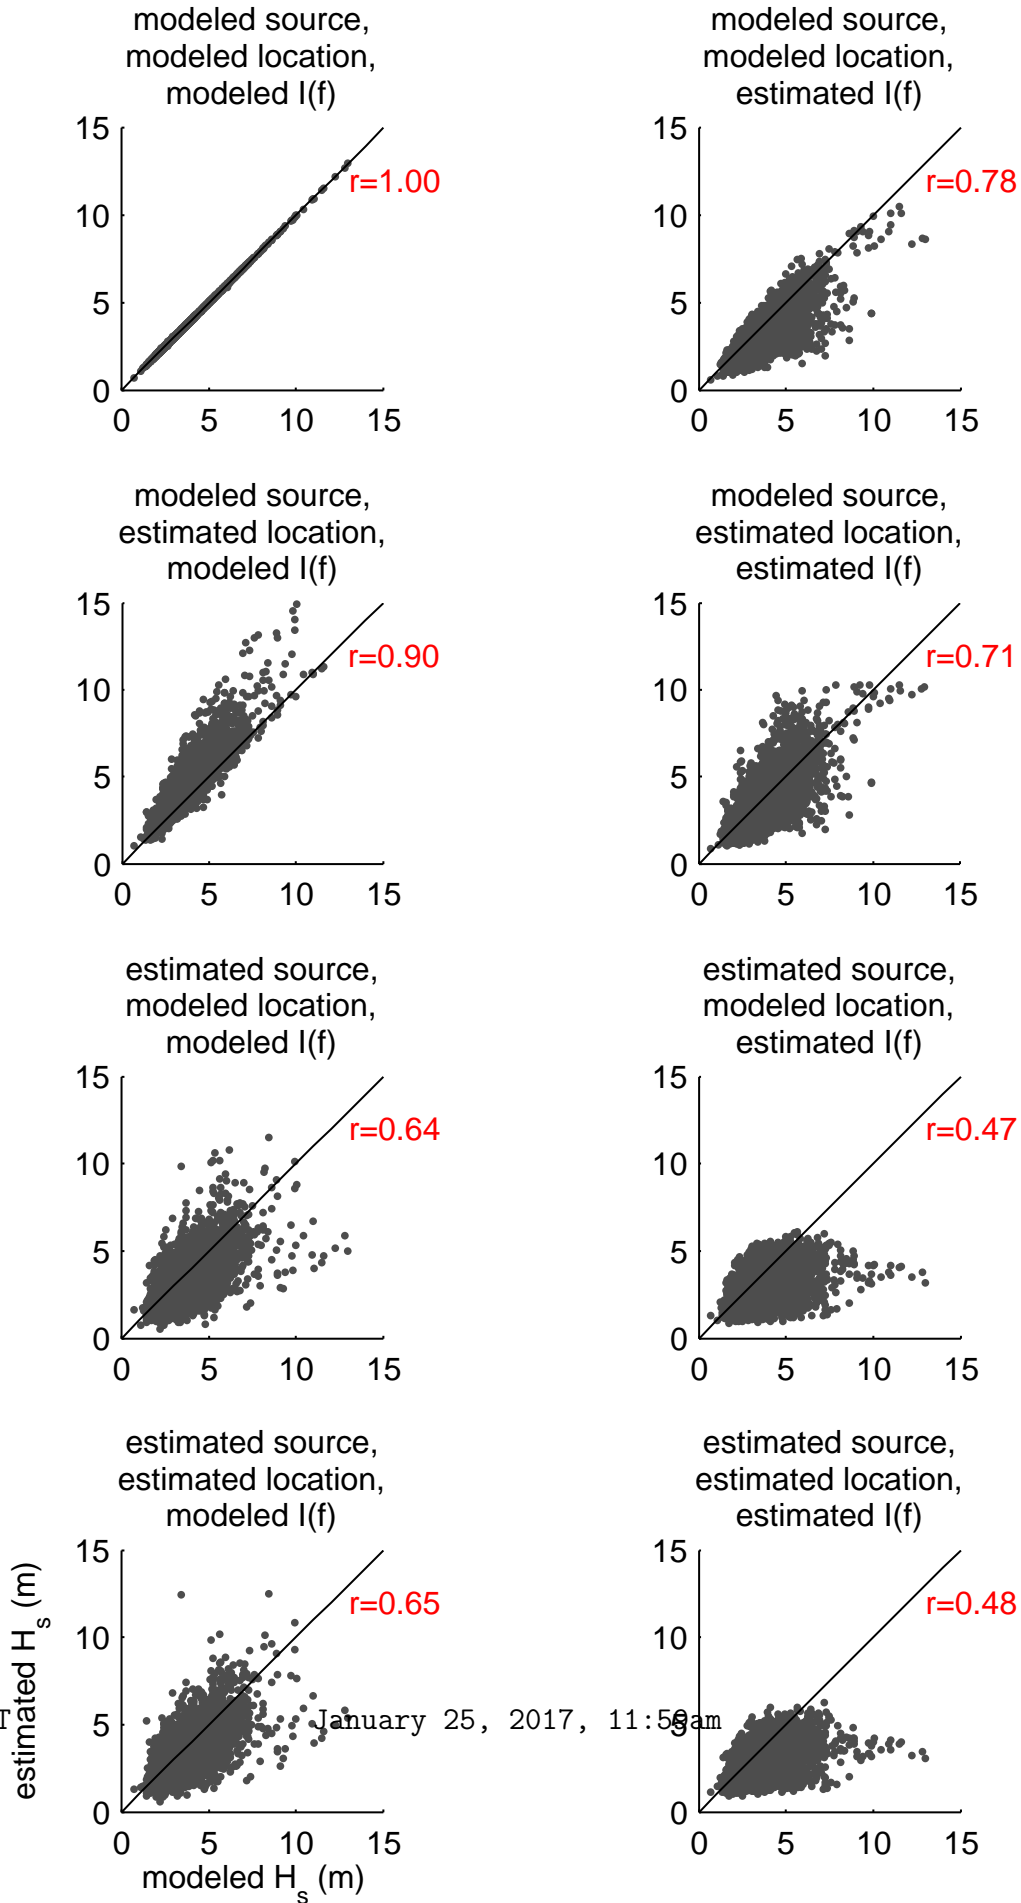 modeled source,
modeled location,
modeled I(f)
15
10
5
0
0 5 10 15
r=1.00
modeled source,
modeled location,
estimated I(f)
15
10
5
0
0 5 10 15
r=0.78
modeled source,
estimated location,
modeled I(f)
15
10
5
0
0 5 10 15
r=0.90
modeled source,
estimated location,
estimated I(f)
15
10
5
0
0 5 10 15
r=0.71
estimated source,
modeled location,
modeled I(f)
15
10
5
0
0 5 10 15
r=0.64
estimated source,
modeled location,
estimated I(f)
15
10
5
0
0 5 10 15
r=0.47
estimated source,
estimated location,
modeled I(f)
15
10
5
0
0 5 10 15
r=0.65
estimated H_s (m)
modeled H_s (m)
estimated source,
estimated location,
estimated I(f)
15
10
5
0
0 5 10 15
r=0.48
T January 25, 2017, 11:59am